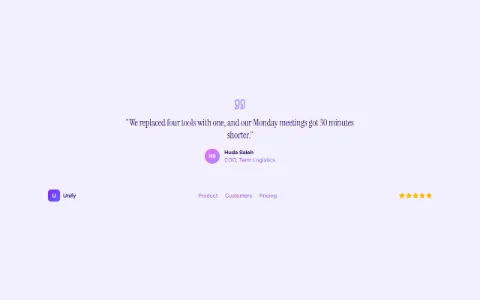 "We replaced four tools with one, and our Monday meetings got 30 minutes
shorter."
HS
Huda Saleh
COO, Tarm Logistics
U
Unify
Product
Customers
Pricing